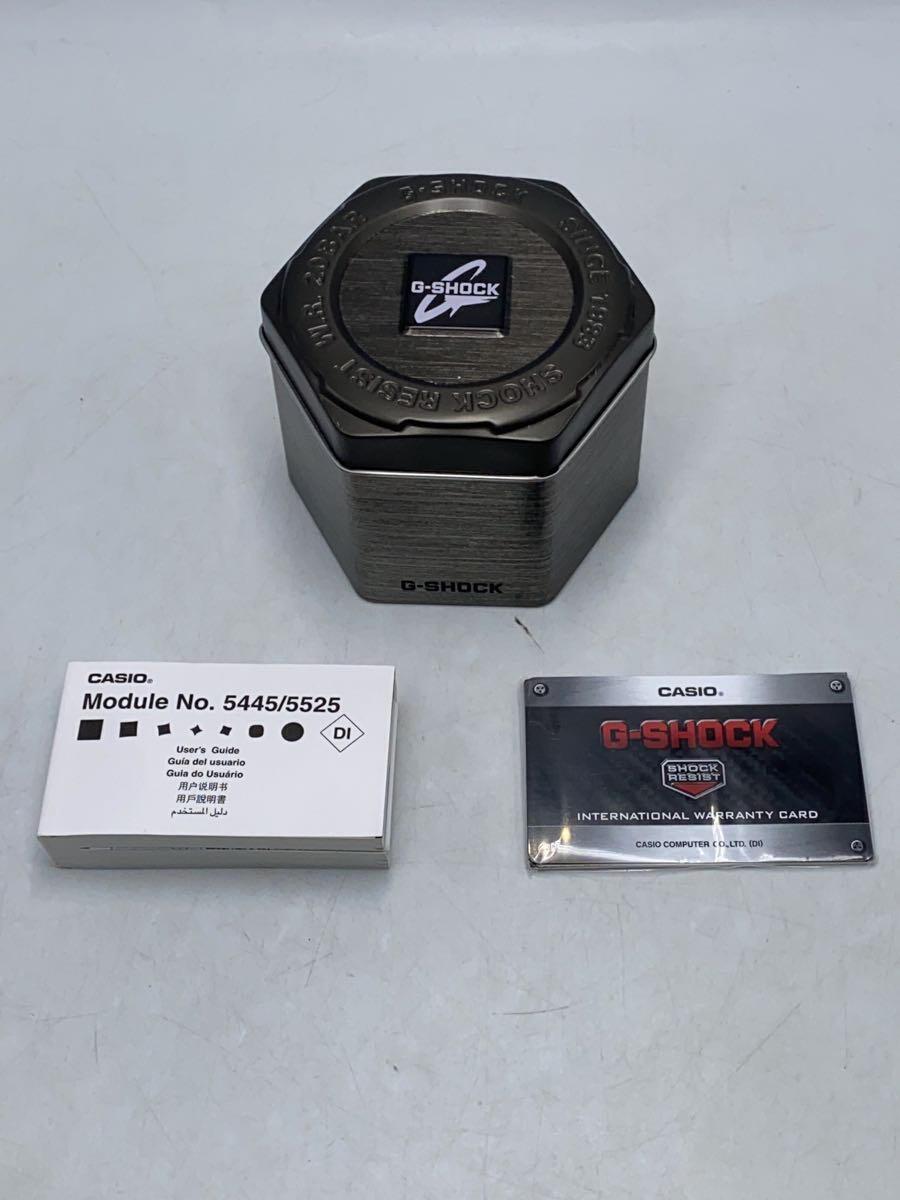 G-SHOCK
SINCE 1983
SHOCK RESIST
W.R. 20BAR
G-SHOCK
G-SHOCK
CASIO®
Module No. 5445/5525
DI
User's Guide
Guía del usuario
Guia do Usuário
用户说明书
用戶說明書
دليل المستخدم
CASIO®
G-SHOCK
SHOCK
RESIST
INTERNATIONAL WARRANTY CARD
CASIO COMPUTER CO.,LTD. (DI)